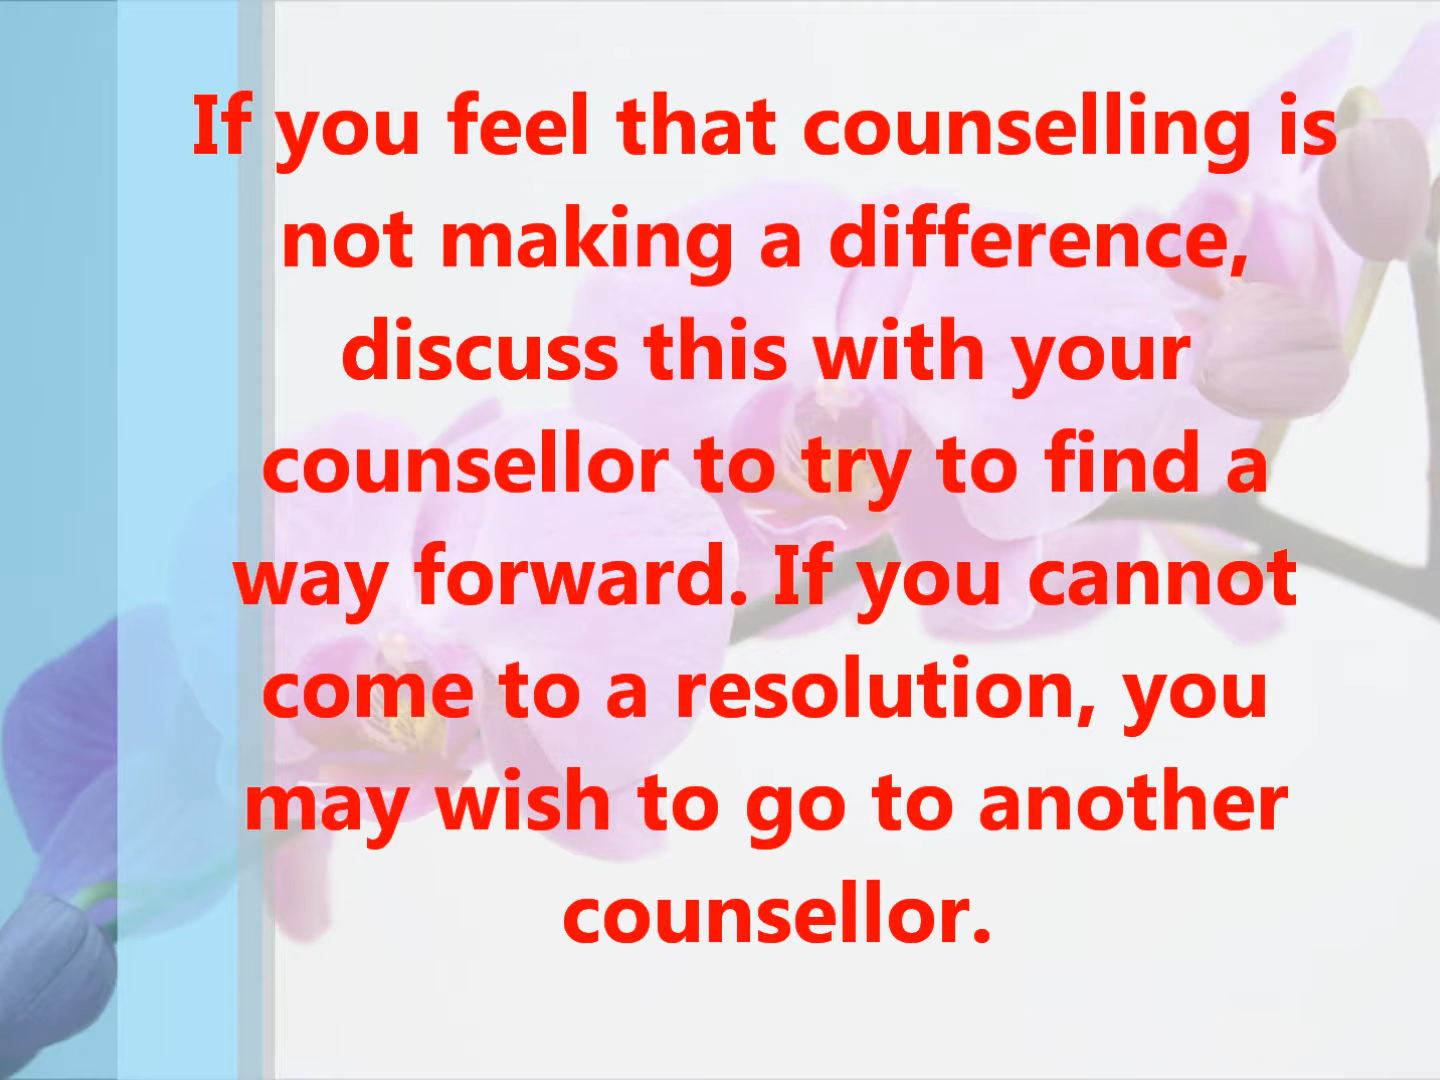 If you feel that counselling is
not making a difference,
discuss this with your
counsellor to try to find a
way forward. If you cannot
come to a resolution, you
may wish to go to another
counsellor.